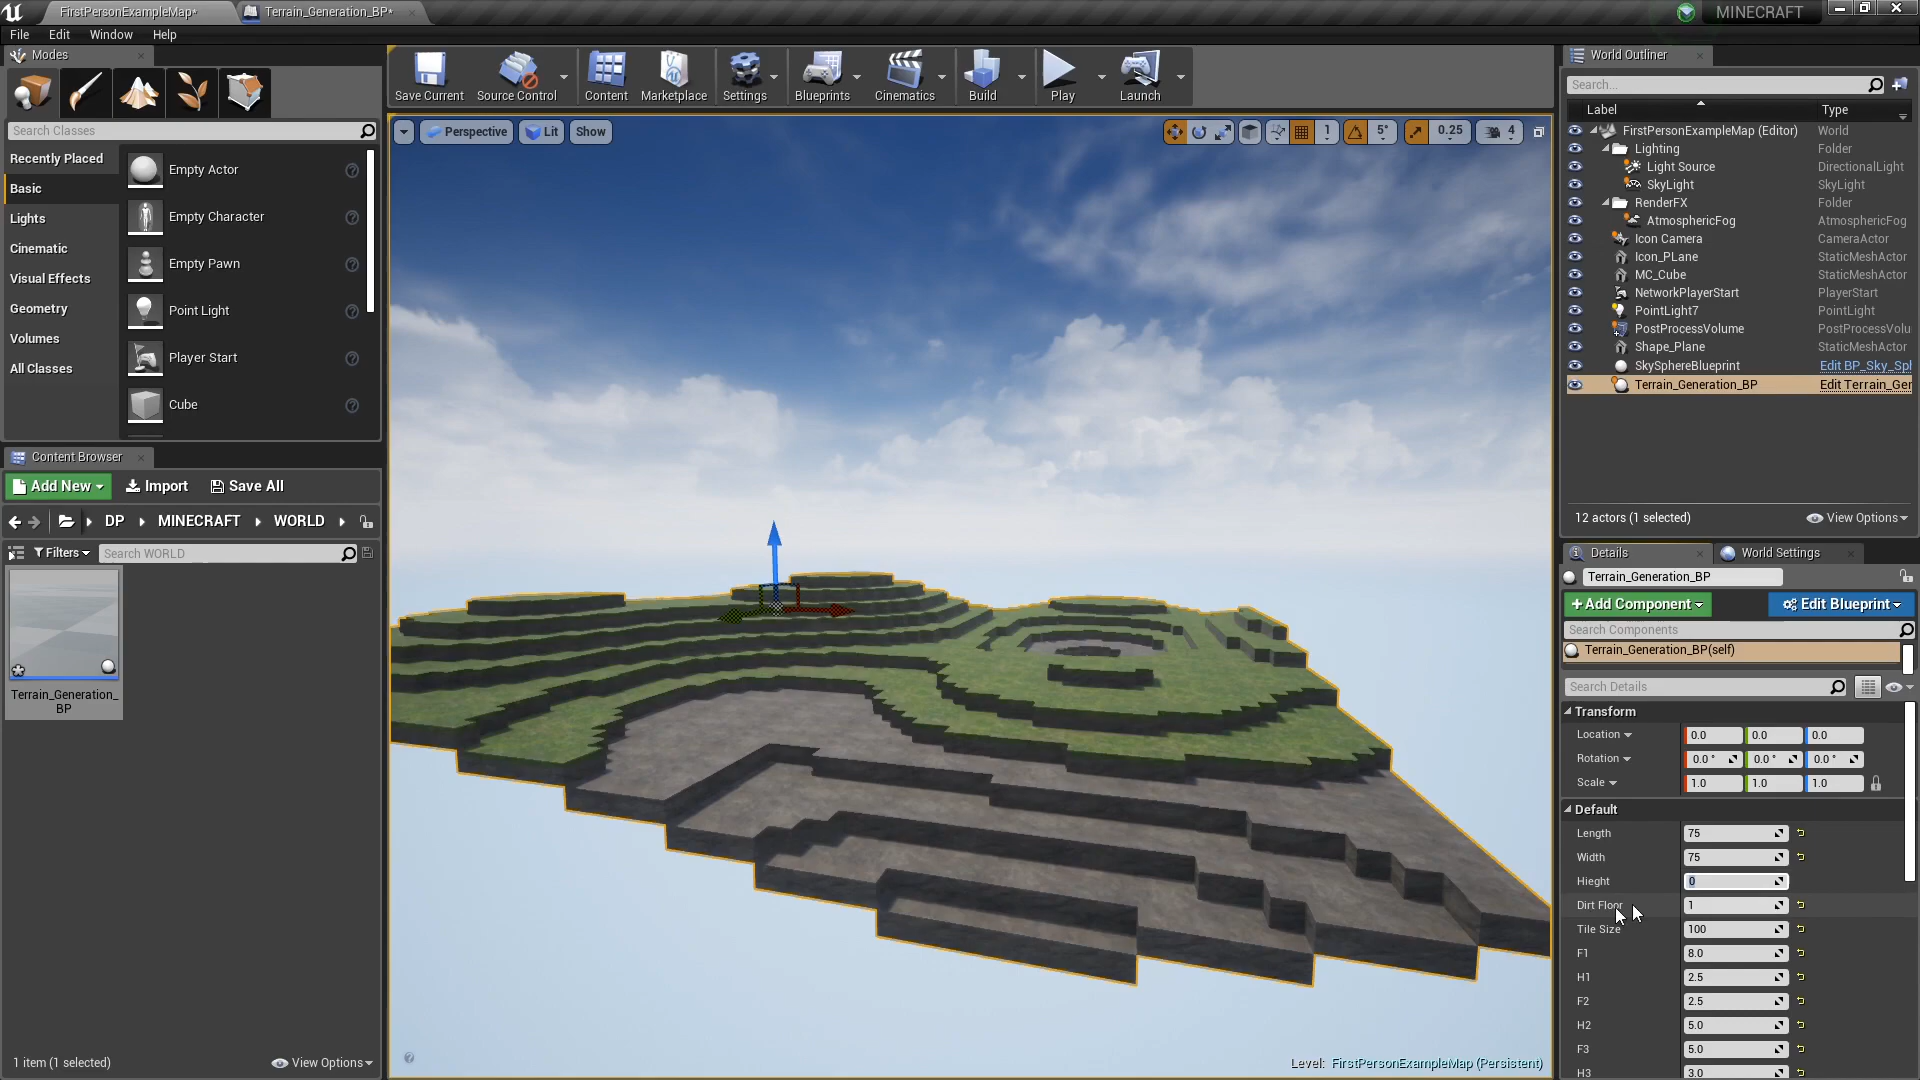 FirstPersonExampleMap*
Terrain_Generation_BP*
MINECRAFT
File Edit Window Help
Modes
Save Current
Source Control
Content
Marketplace
Settings
Blueprints
Cinematics
Build
Play
Launch
Search Classes
Recently Placed
Basic
Lights
Cinematic
Visual Effects
Geometry
Volumes
All Classes
Empty Actor
Empty Character
Empty Pawn
Point Light
Player Start
Cube
Perspective
Lit
Show
1
5°
0.25
4
Content Browser
Add New
Import
Save All
DP MINECRAFT WORLD
Filters
Search WORLD
Terrain_Generation_
BP
1 item (1 selected)
View Options
Level: FirstPersonExampleMap (Persistent)
World Outliner
Search...
Label Type
FirstPersonExampleMap (Editor) World
Lighting Folder
Light Source DirectionalLight
SkyLight SkyLight
RenderFX Folder
AtmosphericFog AtmosphericFog
Icon Camera CameraActor
Icon_PLane StaticMeshActor
MC_Cube StaticMeshActor
NetworkPlayerStart PlayerStart
PointLight7 PointLight
PostProcessVolume PostProcessVolu
Shape_Plane StaticMeshActor
SkySphereBlueprint Edit BP_Sky_Sph
Terrain_Generation_BP Edit Terrain_Ger
12 actors (1 selected)
View Options
Details
World Settings
Terrain_Generation_BP
+Add Component
Edit Blueprint
Search Components
Terrain_Generation_BP(self)
Search Details
Transform
Location 0.0 0.0 0.0
Rotation 0.0 ° 0.0 ° 0.0 °
Scale 1.0 1.0 1.0
Default
Length 75
Width 75
Hieght 0
Dirt Floor 1
Tile Size 100
F1 8.0
H1 2.5
F2 2.5
H2 5.0
F3 5.0
H3 3.0